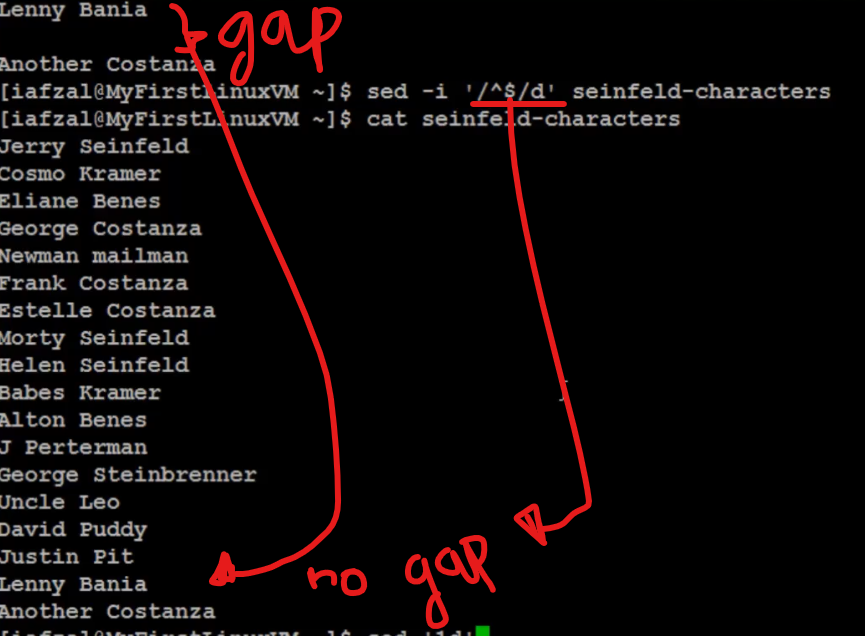 Lenny Bania
gap
Another Costanza
[iafzal@MyFirstLinuxVM ~]$ sed -i '/^$/d' seinfeld-characters
[iafzal@MyFirstLinuxVM ~]$ cat seinfeld-characters
Jerry Seinfeld
Cosmo Kramer
Eliane Benes
George Costanza
Newman mailman
Frank Costanza
Estelle Costanza
Morty Seinfeld
Helen Seinfeld
Babes Kramer
Alton Benes
J Perterman
George Steinbrenner
Uncle Leo
David Puddy
Justin Pit
Lenny Bania
no gap
Another Costanza
[iafzal@MyFirstLinuxVM ~]$ sed '1d'